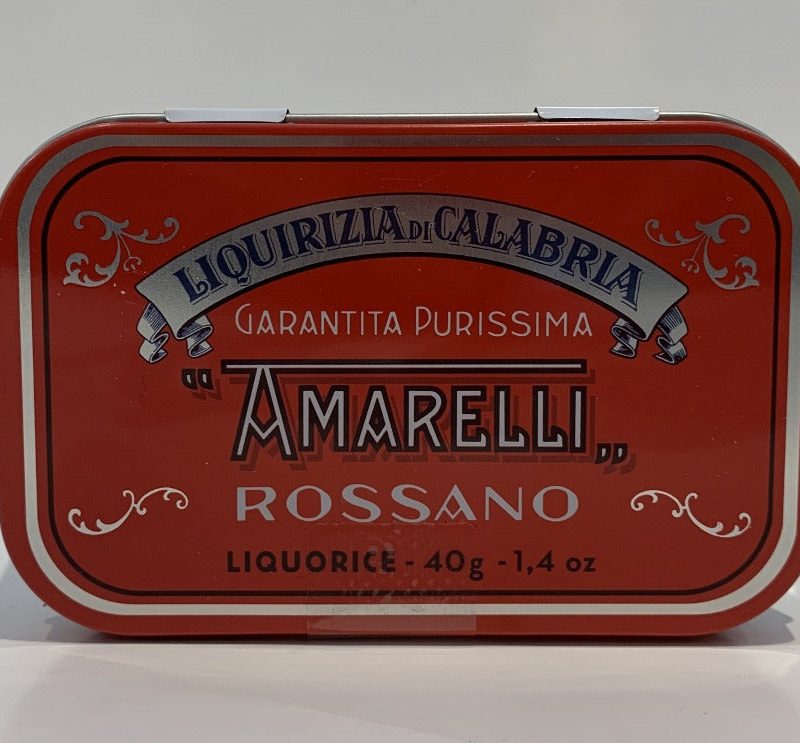 LIQUIRIZIA DI CALABRIA
GARANTITA PURISSIMA
"AMARELLI„
ROSSANO
LIQUORICE - 40g - 1,4 oz